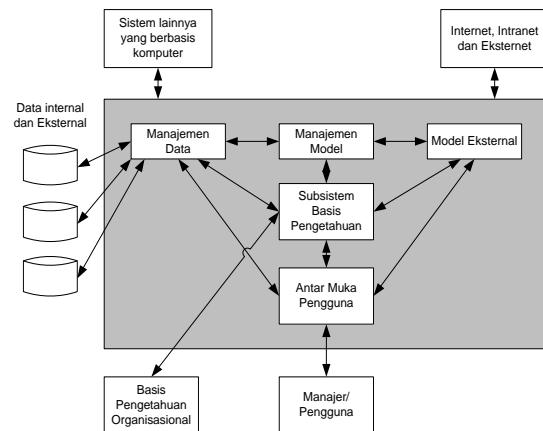 Sistem lainnya
yang berbasis
komputer
Internet, Intranet
dan Eksternet
Data internal
dan Eksternal
Manajemen
Data
Manajemen
Model
Model Eksternal
Subsistem
Basis
Pengetahuan
Antar Muka
Pengguna
Basis
Pengetahuan
Organisasional
Manajer/
Pengguna